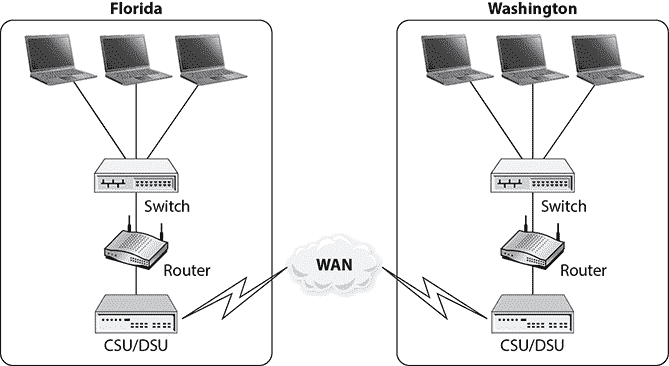 Florida
Washington
Switch
Router
CSU/DSU
WAN
Switch
Router
CSU/DSU